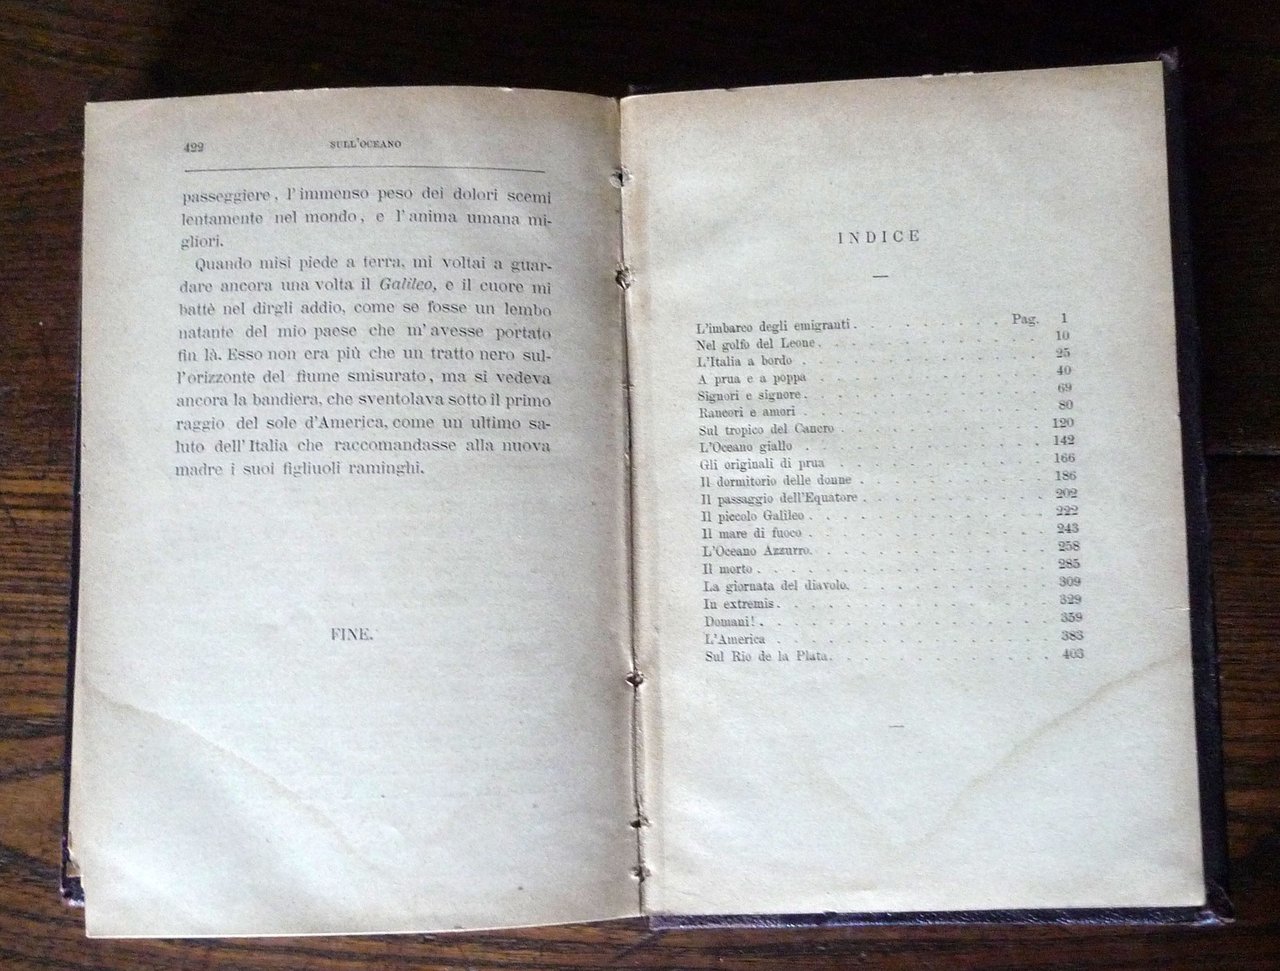 422
SULL'OCEANO
passeggiere, l'immenso peso dei dolori scemi
lentamente nel mondo, e l'anima umana mi-
gliori.
Quando misi piede a terra, mi voltai a guar-
dare ancora una volta il Galileo, e il cuore mi
battè nel dirgli addio, come se fosse un lembo
natante del mio paese che m'avesse portato
fin là. Esso non era più che un tratto nero sul-
l'orizzonte del fiume smisurato, ma si vedeva
ancora la bandiera, che sventolava sotto il primo
raggio del sole d'America, come un ultimo sa-
luto dell'Italia che raccomandasse alla nuova
madre i suoi figliuoli raminghi.
FINE.
INDICE
L'imbarco degli emigranti . . . . . . . . . Pag. 1
Nel golfo del Leone . . . . . . . . . . . . . 10
L'Italia a bordo . . . . . . . . . . . . . 25
A prua e a poppa . . . . . . . . . . . . . 40
Signori e signore . . . . . . . . . . . . . 69
Rancori e amori . . . . . . . . . . . . . 80
Sul tropico del Cancro . . . . . . . . . . . . 120
L'Oceano giallo . . . . . . . . . . . . . 142
Gli originali di prua . . . . . . . . . . . . 166
Il dormitorio delle donne . . . . . . . . . . . 186
Il passaggio dell'Equatore . . . . . . . . . . . 202
Il piccolo Galileo . . . . . . . . . . . . . 222
Il mare di fuoco . . . . . . . . . . . . . 243
L'Oceano Azzurro. . . . . . . . . . . . . 258
Il morto . . . . . . . . . . . . . . . 285
La giornata del diavolo. . . . . . . . . . . . 309
In extremis . . . . . . . . . . . . . . 329
Domani! . . . . . . . . . . . . . . . 359
L'America . . . . . . . . . . . . . . 383
Sul Rio de la Plata. . . . . . . . . . . . . 403